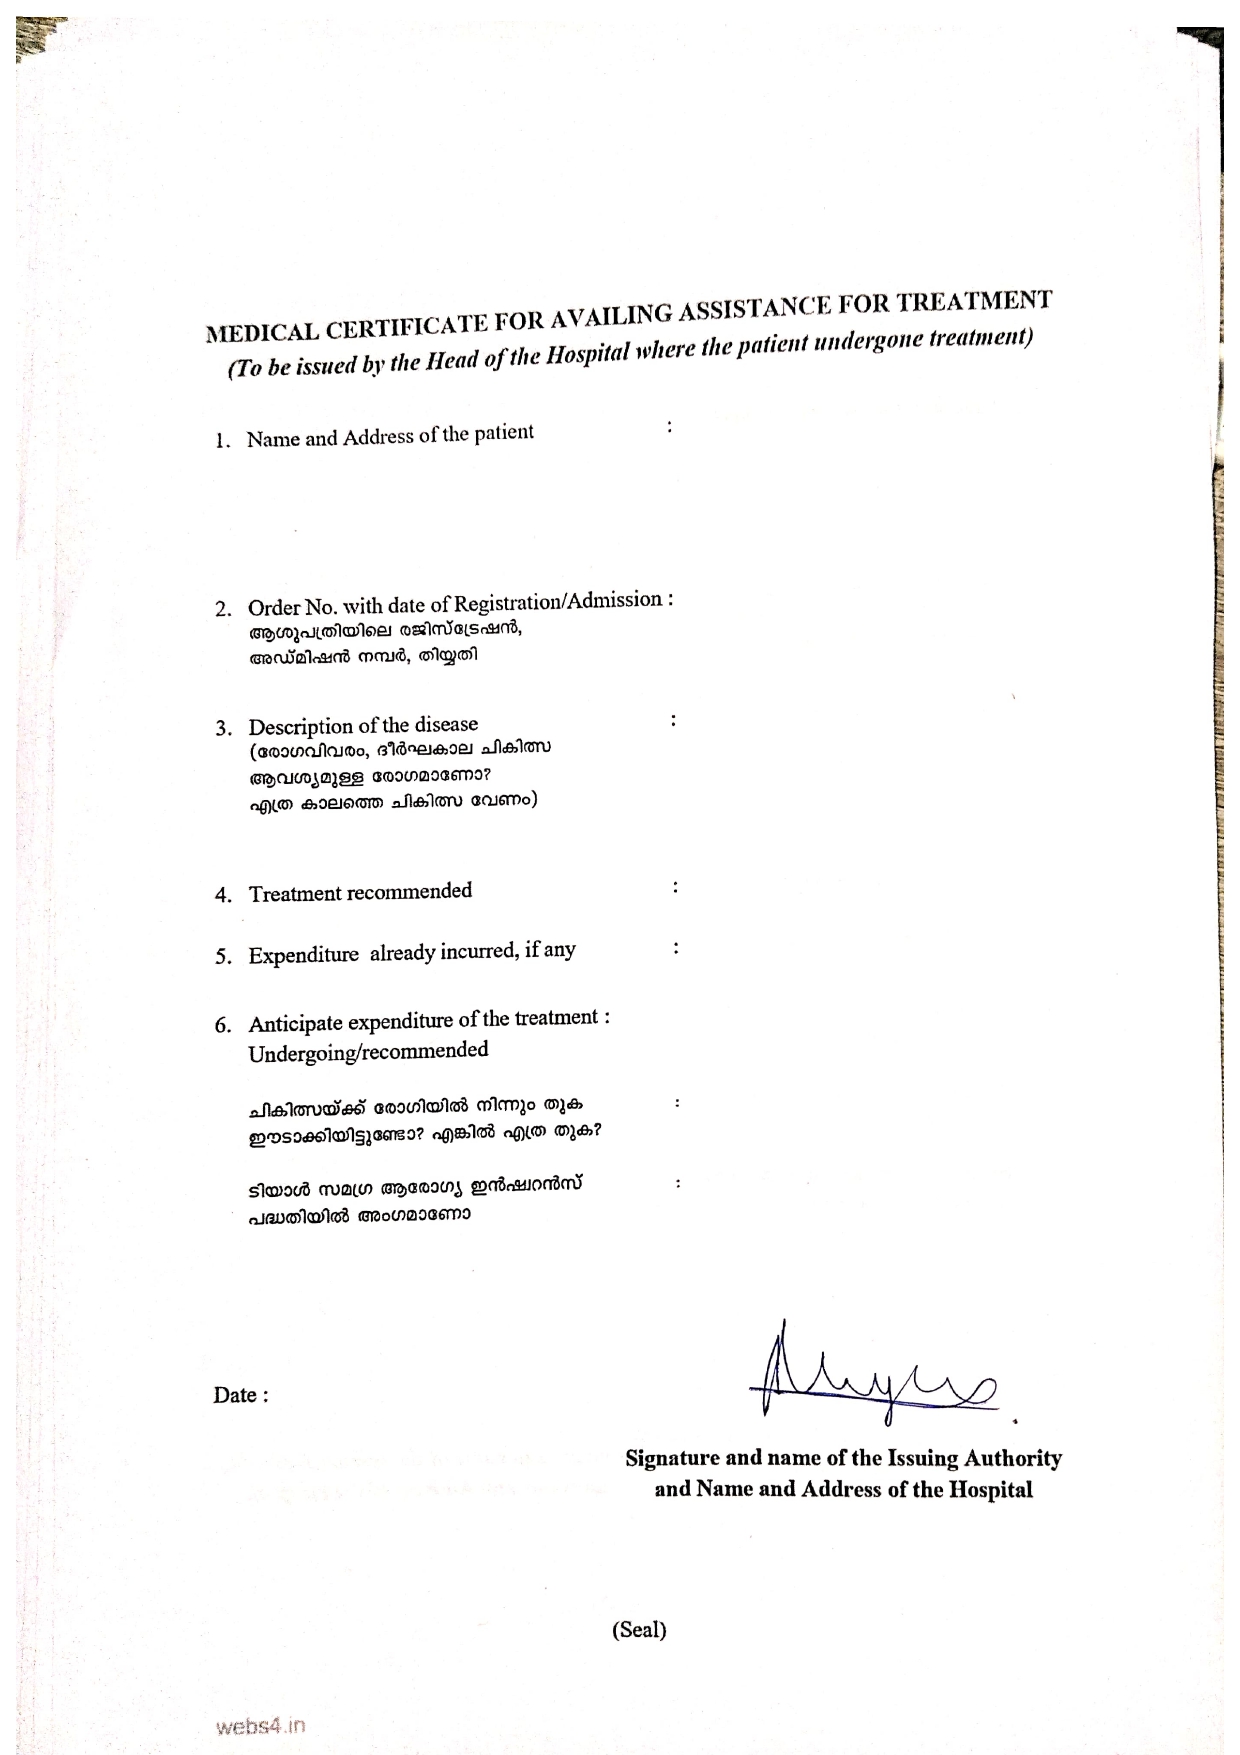 MEDICAL CERTIFICATE FOR AVAILING ASSISTANCE FOR TREATMENT
(To be issued by the Head of the Hospital where the patient undergone treatment)
1. Name and Address of the patient :
2. Order No. with date of Registration/Admission :
ആശുപത്രിയിലെ രജിസ്ട്രേഷൻ,
അഡ്മിഷൻ നമ്പർ, തിയ്യതി
3. Description of the disease :
(രോഗവിവരം, ദീർഘകാല ചികിത്സ
ആവശ്യമുള്ള രോഗമാണോ?
എത്ര കാലത്തെ ചികിത്സ വേണം)
4. Treatment recommended :
5. Expenditure already incurred, if any :
6. Anticipate expenditure of the treatment :
Undergoing/recommended
ചികിത്സയ്ക്ക് രോഗിയിൽ നിന്നും തുക :
ഈടാക്കിയിട്ടുണ്ടോ? എങ്കിൽ എത്ര തുക?
ടിയാൾ സമഗ്ര ആരോഗ്യ ഇൻഷ്വറൻസ് :
പദ്ധതിയിൽ അംഗമാണോ
Date :
Signature and name of the Issuing Authority
and Name and Address of the Hospital
(Seal)
webs4.in